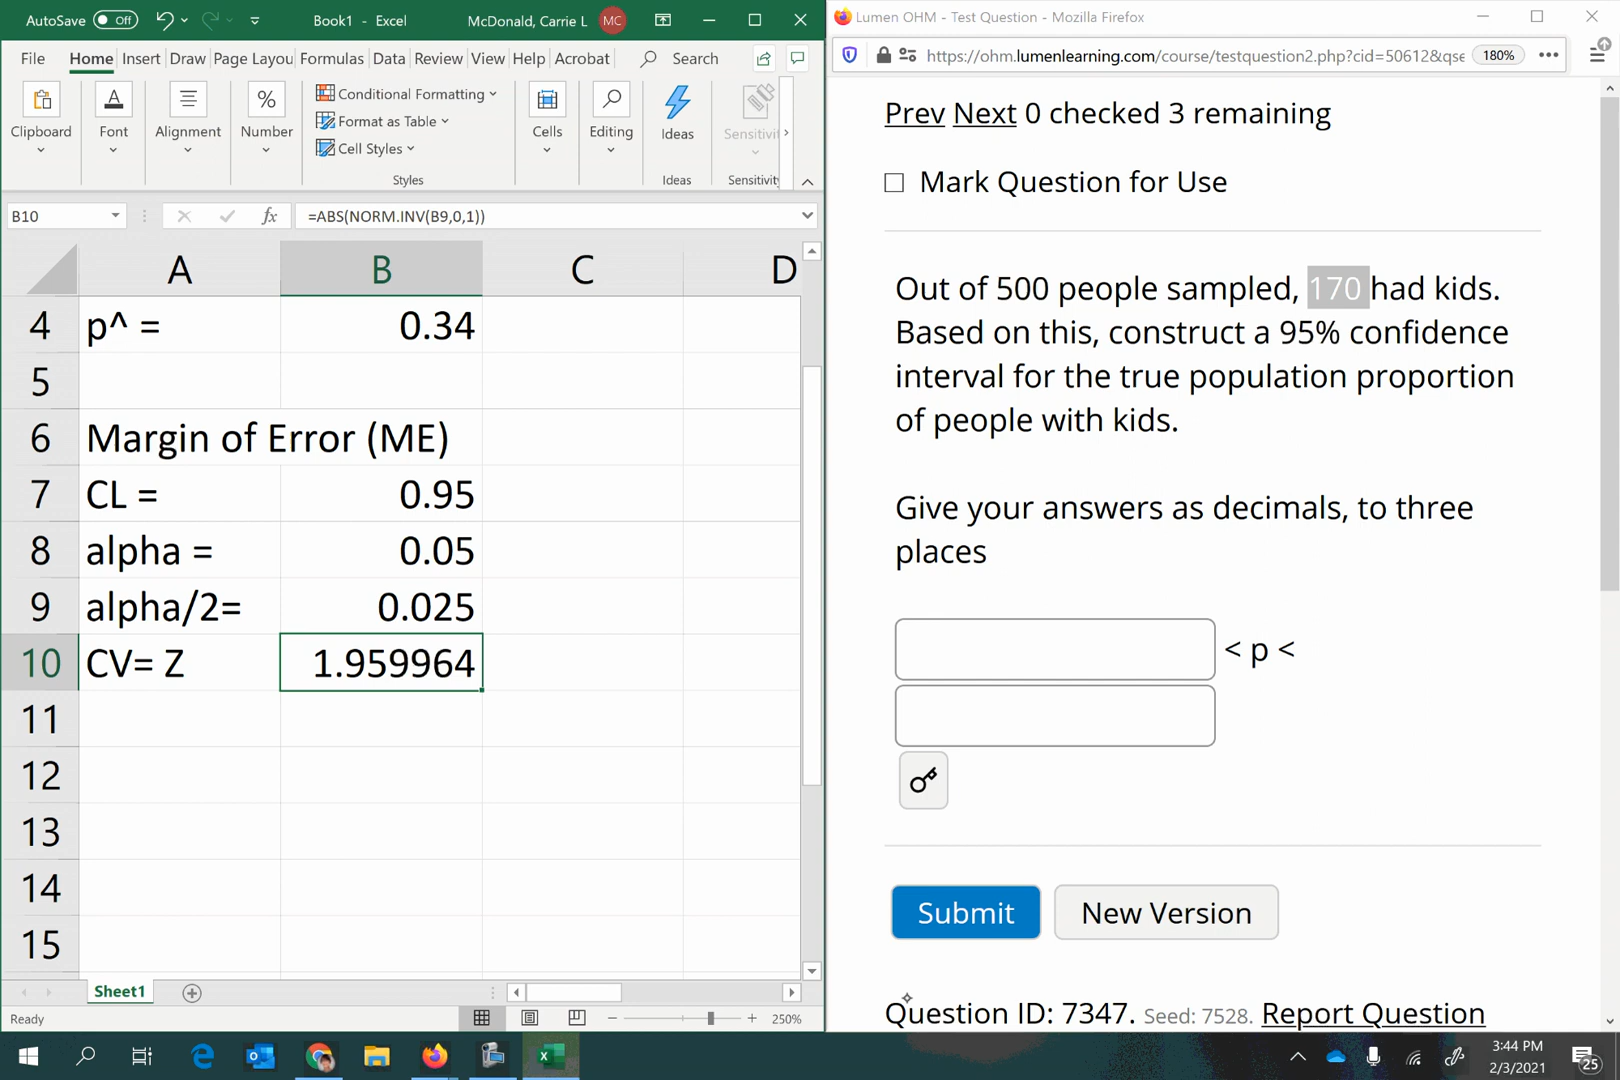 AutoSave Off Book1 - Excel McDonald, Carrie L MC
File Home Insert Draw Page Layou Formulas Data Review View Help Acrobat Search
Clipboard Font Alignment % Number Conditional Formatting Format as Table Cell Styles Cells Editing Ideas Sensitivit
Styles Ideas Sensitivity
B10 fx =ABS(NORM.INV(B9,0,1))
A B C D
4 p^ = 0.34
5
6 Margin of Error (ME)
7 CL = 0.95
8 alpha = 0.05
9 alpha/2= 0.025
10 CV= Z 1.959964
11
12
13
14
15
Sheet1
Ready 250%
Lumen OHM - Test Question - Mozilla Firefox
https://ohm.lumenlearning.com/course/testquestion2.php?cid=50612&qse 180%
Prev Next 0 checked 3 remaining
Mark Question for Use
Out of 500 people sampled, 170 had kids.
Based on this, construct a 95% confidence
interval for the true population proportion
of people with kids.
Give your answers as decimals, to three
places
< p <
Submit New Version
Question ID: 7347. Seed: 7528. Report Question
3:44 PM
2/3/2021
25